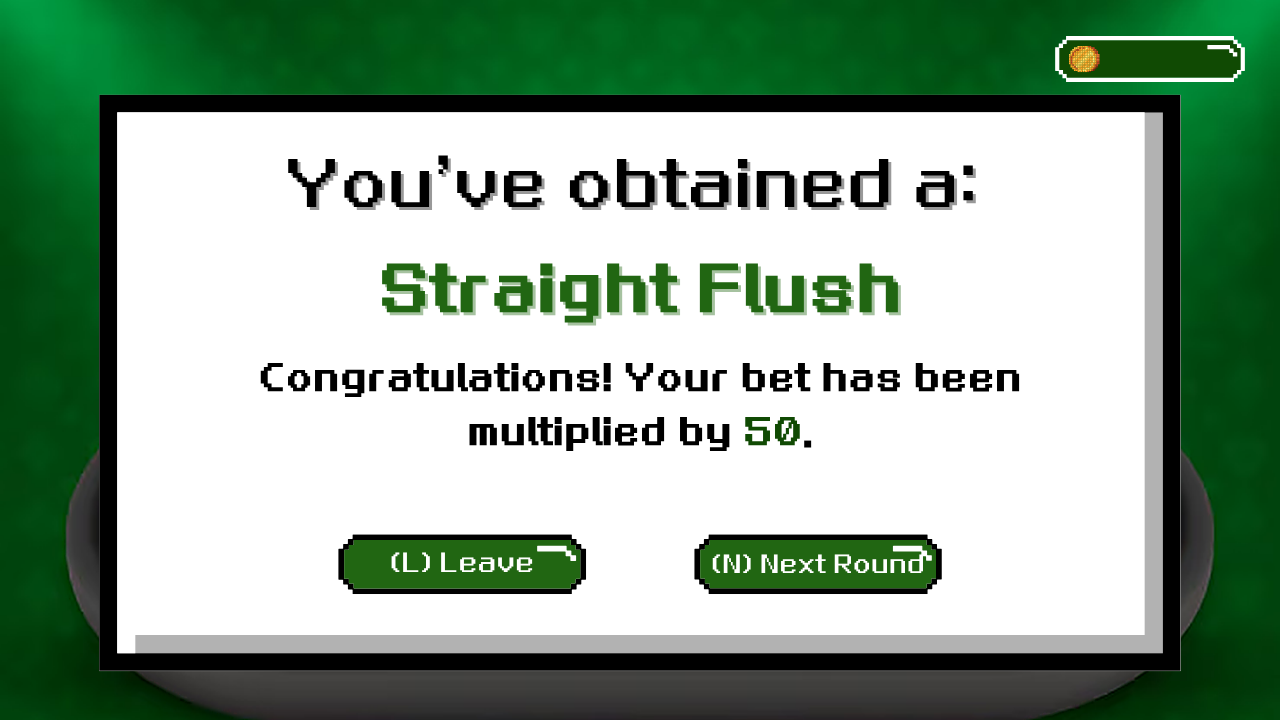 You've obtained a:
Straight Flush
Congratulations! Your bet has been
multiplied by 50.
(L) Leave
(N) Next Round